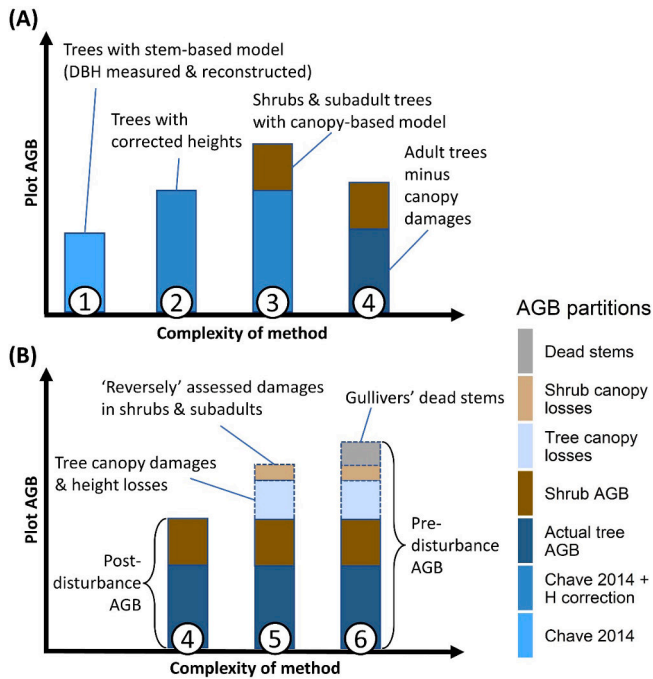 (A)
Trees with stem-based model
(DBH measured & reconstructed)
Trees with
corrected heights
Shrubs & subadult trees
with canopy-based model
Adult trees
minus
canopy
damages
Plot AGB
1
2
3
4
Complexity of method
(B)
'Reversely' assessed damages
in shrubs & subadults
Gullivers' dead stems
Tree canopy damages
& height losses
Post-
disturbance
AGB
Pre-
disturbance
AGB
Plot AGB
4
5
6
Complexity of method
AGB partitions
Dead stems
Shrub canopy
losses
Tree canopy
losses
Shrub AGB
Actual tree
AGB
Chave 2014 +
H correction
Chave 2014